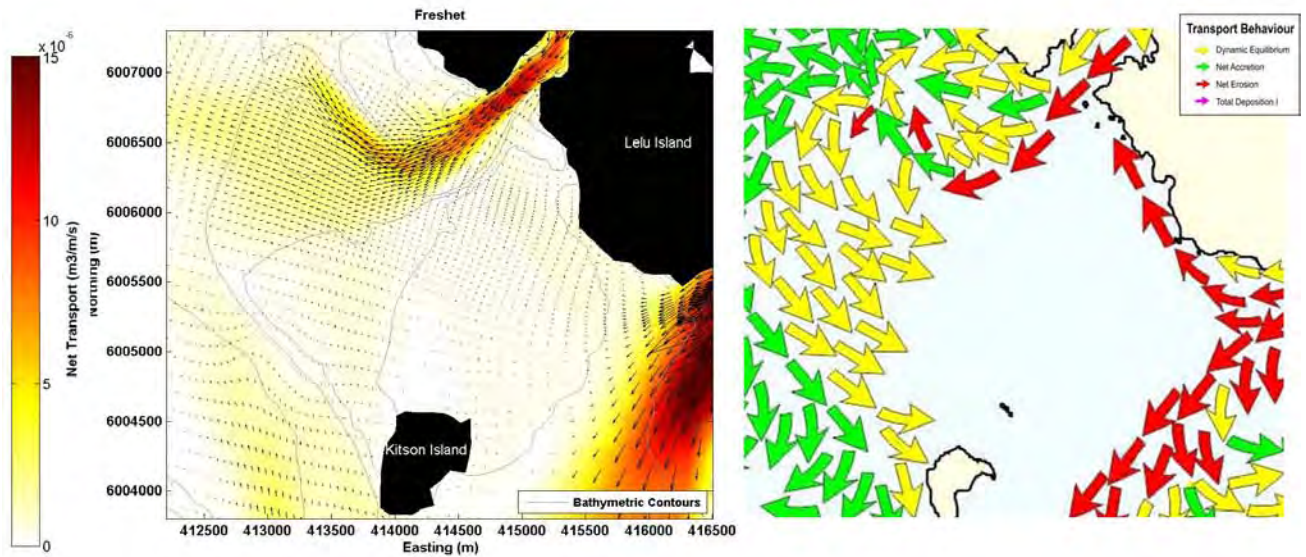 Freshet
x 10-6
15
10
5
0
Net Transport (m3/m/s)
Northing (m)
6007000
6006500
6006000
6005500
6005000
6004500
6004000
Lelu Island
Kitson Island
Bathymetric Contours
412500 413000 413500 414000 414500 415000 415500 416000 416500
Easting (m)
Transport Behaviour
Dynamic Equilibrium
Net Accretion
Net Erosion
Total Deposition I